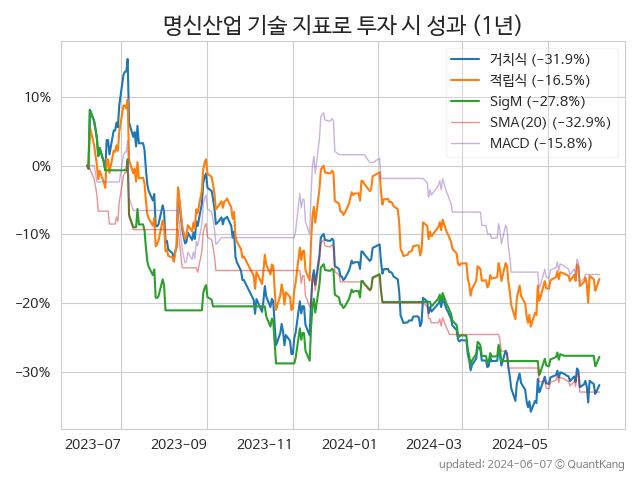 명신산업 기술 지표로 투자 시 성과 (1년)
거치식 (−31.9%)
적립식 (−16.5%)
SigM (−27.8%)
SMA(20) (−32.9%)
MACD (−15.8%)
10%
0%
−10%
−20%
−30%
2023−07 2023−09 2023−11 2024−01 2024−03 2024−05
updated: 2024−06−07 © QuantKang